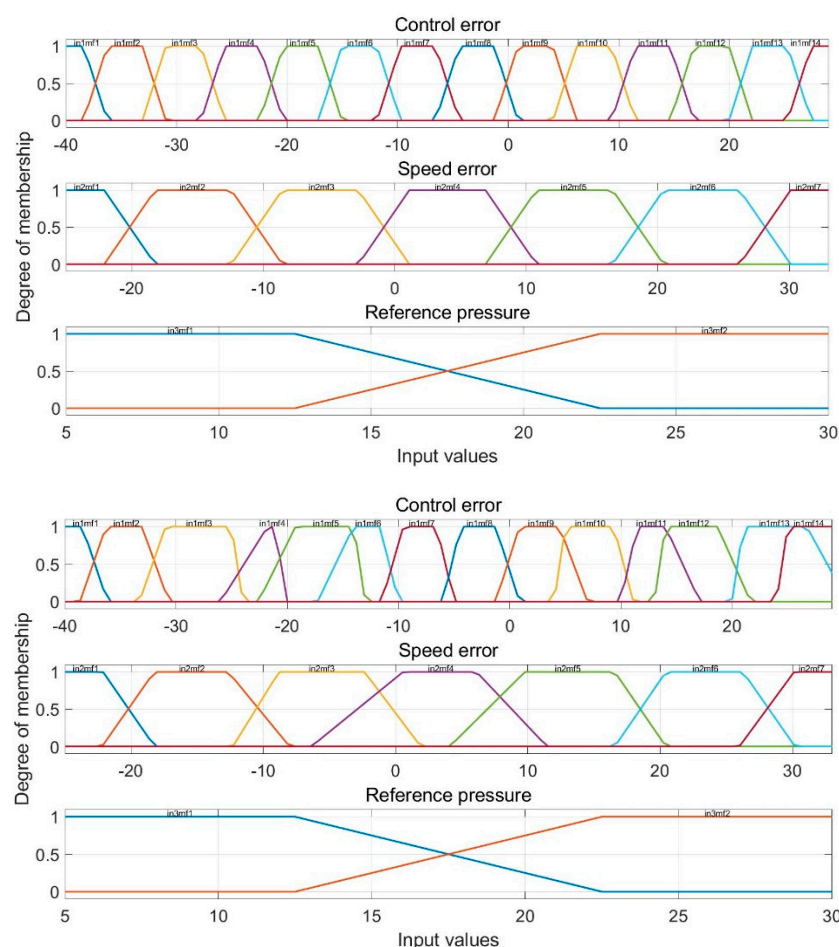 Control error
in1mf1 in1mf2 in1mf3 in1mf4 in1mf5 in1mf6 in1mf7 in1mf8 in1mf9 in1mf10 in1mf11 in1mf12 in1mf13 in1mf14
1
0.5
0
-40 -30 -20 -10 0 10 20
Speed error
in2mf1 in2mf2 in2mf3 in2mf4 in2mf5 in2mf6 in2mf7
1
0.5
0
-20 -10 0 10 20 30
Degree of membership
Reference pressure
in3mf1 in3mf2
1
0.5
0
5 10 15 20 25 30
Input values
Control error
in1mf1 in1mf2 in1mf3 in1mf4 in1mf5 in1mf6 in1mf7 in1mf8 in1mf9 in1mf10 in1mf11 in1mf12 in1mf13 in1mf14
1
0.5
0
-40 -30 -20 -10 0 10 20
Speed error
in2mf1 in2mf2 in2mf3 in2mf4 in2mf5 in2mf6 in2mf7
1
0.5
0
-20 -10 0 10 20 30
Degree of membership
Reference pressure
in3mf1 in3mf2
1
0.5
0
5 10 15 20 25 30
Input values